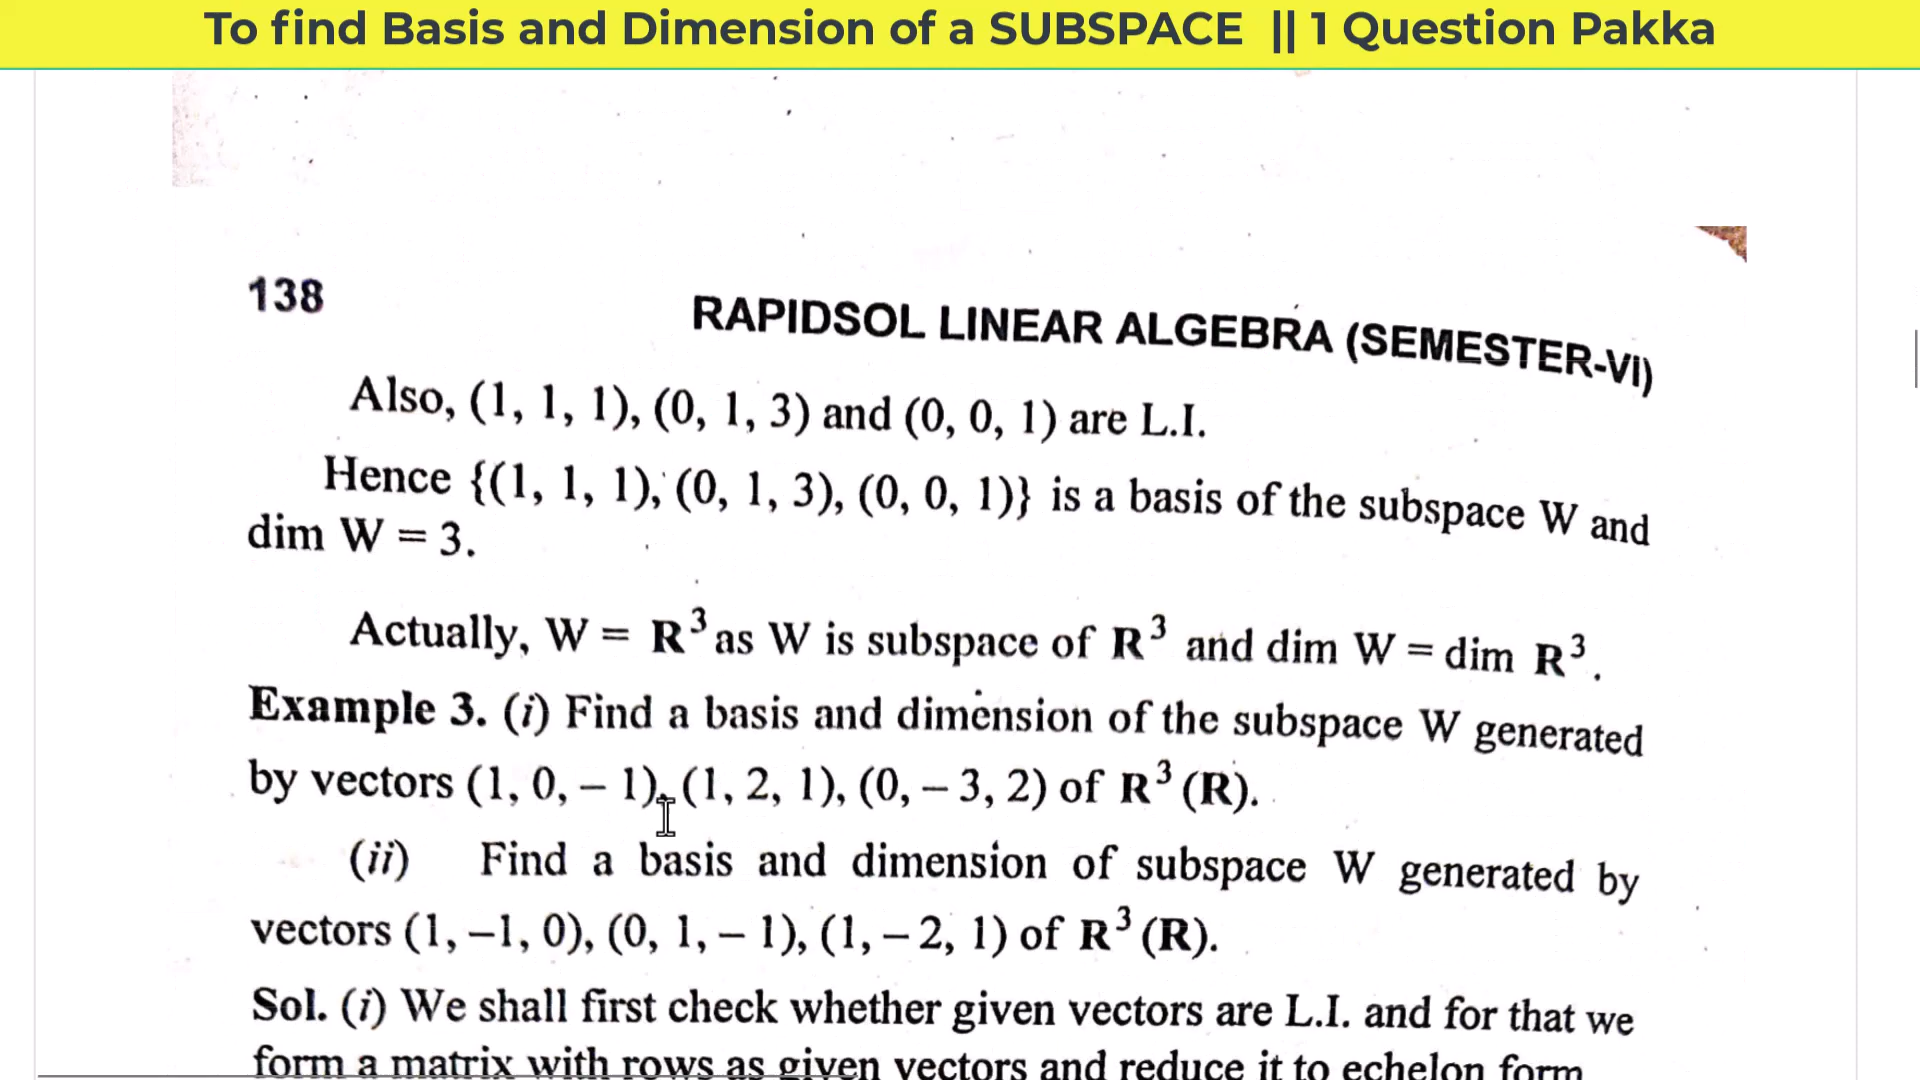 To find Basis and Dimension of a SUBSPACE || 1 Question Pakka
138
RAPIDSOL LINEAR ALGEBRA (SEMESTER-VI)
Also, (1, 1, 1), (0, 1, 3) and (0, 0, 1) are L.I.
Hence {(1, 1, 1), (0, 1, 3), (0, 0, 1)} is a basis of the subspace W and
dim W = 3.
Actually, W = R³ as W is subspace of R³ and dim W = dim R³.
Example 3. (i) Find a basis and dimension of the subspace W generated
by vectors (1, 0, – 1), (1, 2, 1), (0, – 3, 2) of R³ (R).
(ii) Find a basis and dimension of subspace W generated by
vectors (1, –1, 0), (0, 1, – 1), (1, – 2, 1) of R³ (R).
Sol. (i) We shall first check whether given vectors are L.I. and for that we
form a matrix with rows as given vectors and reduce it to echelon form